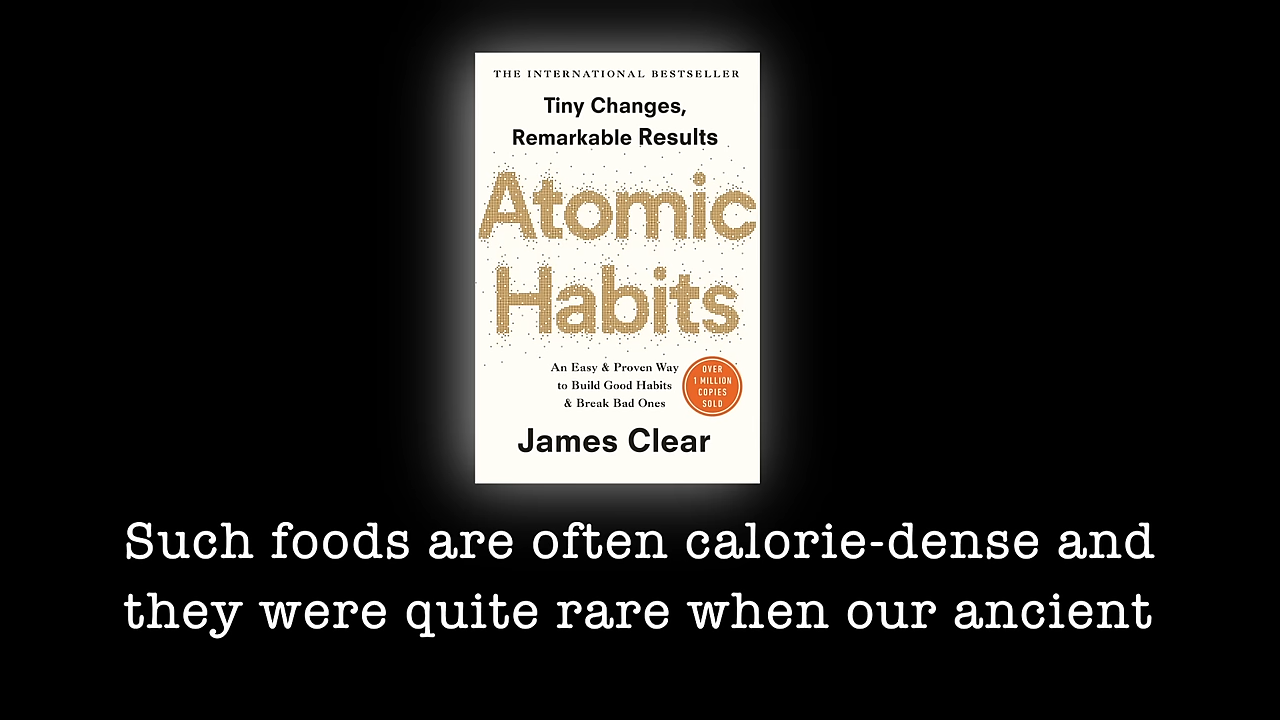 THE INTERNATIONAL BESTSELLER
Tiny Changes,
Remarkable Results
Atomic
Habits
An Easy & Proven Way
to Build Good Habits
& Break Bad Ones
OVER
1 MILLION
COPIES
SOLD
James Clear
Such foods are often calorie-dense and
they were quite rare when our ancient